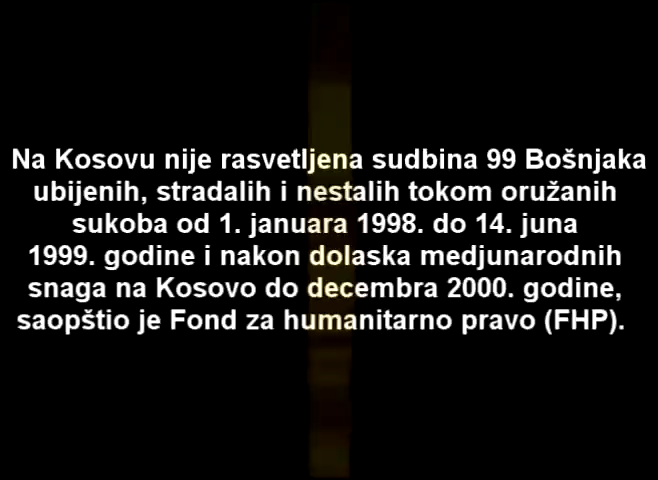 Na Kosovu nije rasvetljena sudbina 99 Bošnjaka
ubijenih, stradalih i nestalih tokom oružanih
sukoba od 1. januara 1998. do 14. juna
1999. godine i nakon dolaska medjunarodnih
snaga na Kosovo do decembra 2000. godine,
saopštio je Fond za humanitarno pravo (FHP).